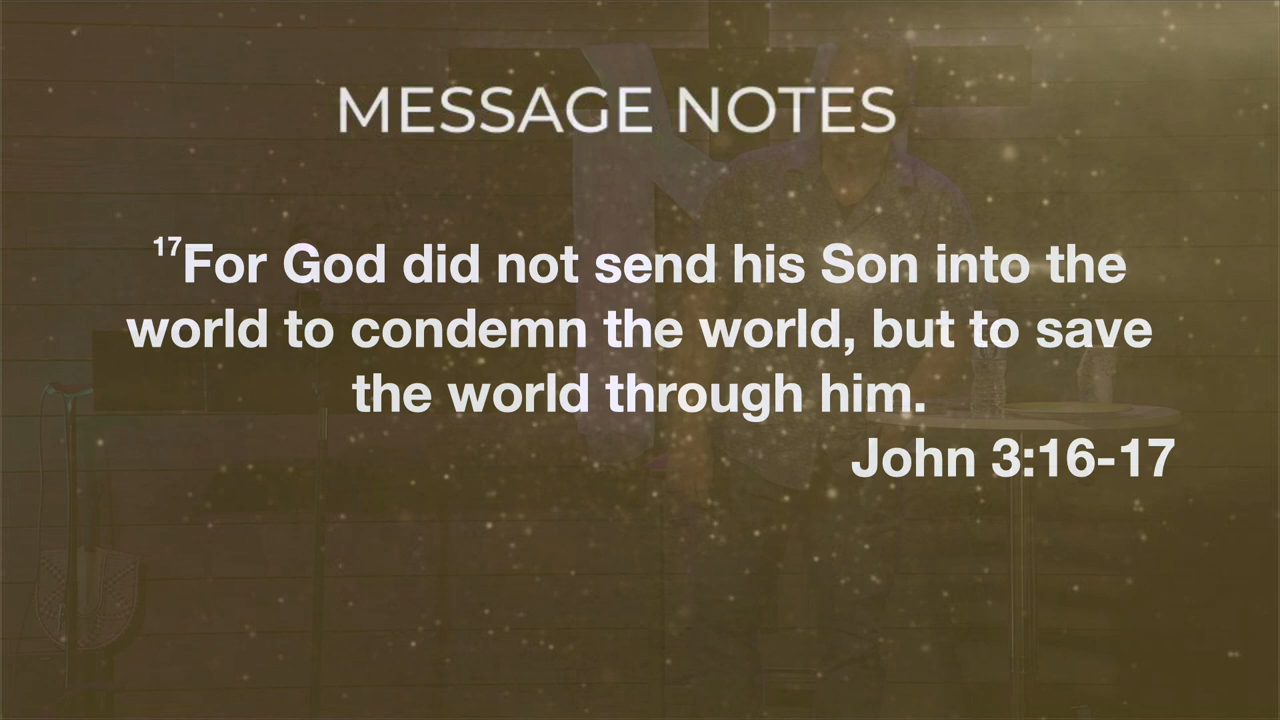 MESSAGE NOTES
17For God did not send his Son into the
world to condemn the world, but to save
the world through him.
John 3:16-17